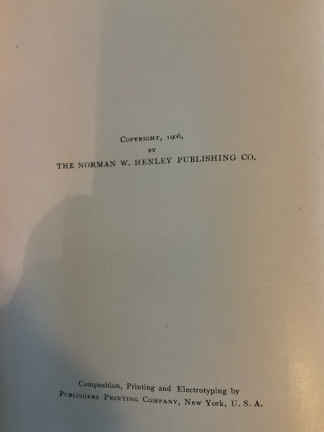 Copyright, 1906,
BY
THE NORMAN W. HENLEY PUBLISHING CO.
Composition, Printing and Electrotyping by
Publishers Printing Company, New York, U. S. A.